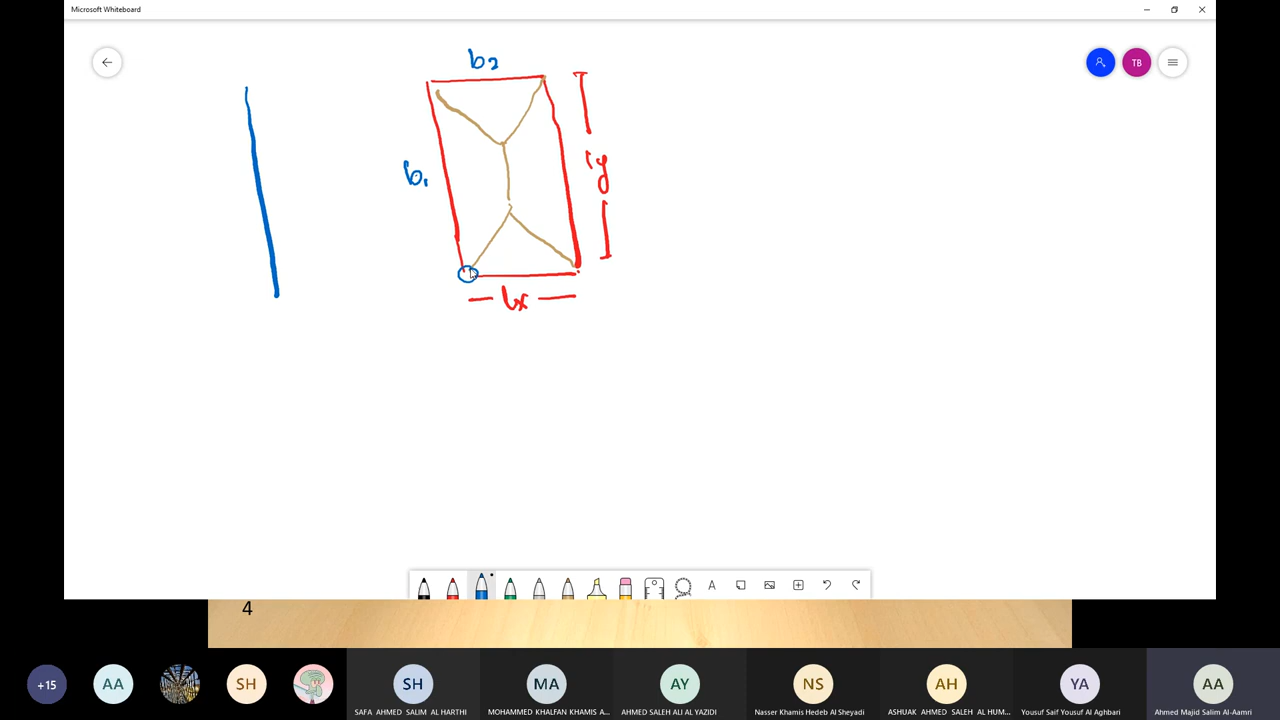 Microsoft Whiteboard
TB
b2
b1
ly
lx
A
4
+15
AA
SH
SH
MA
AY
NS
AH
YA
AA
SAFA AHMED SALIM AL HARTHI
MOHAMMED KHALFAN KHAMIS A...
AHMED SALEH ALI AL YAZIDI
Nasser Khamis Hedeb Al Sheyadi
ASHUAK AHMED SALEH AL HUM...
Yousuf Saif Yousuf Al Aghbari
Ahmed Majid Salim Al-Aamri